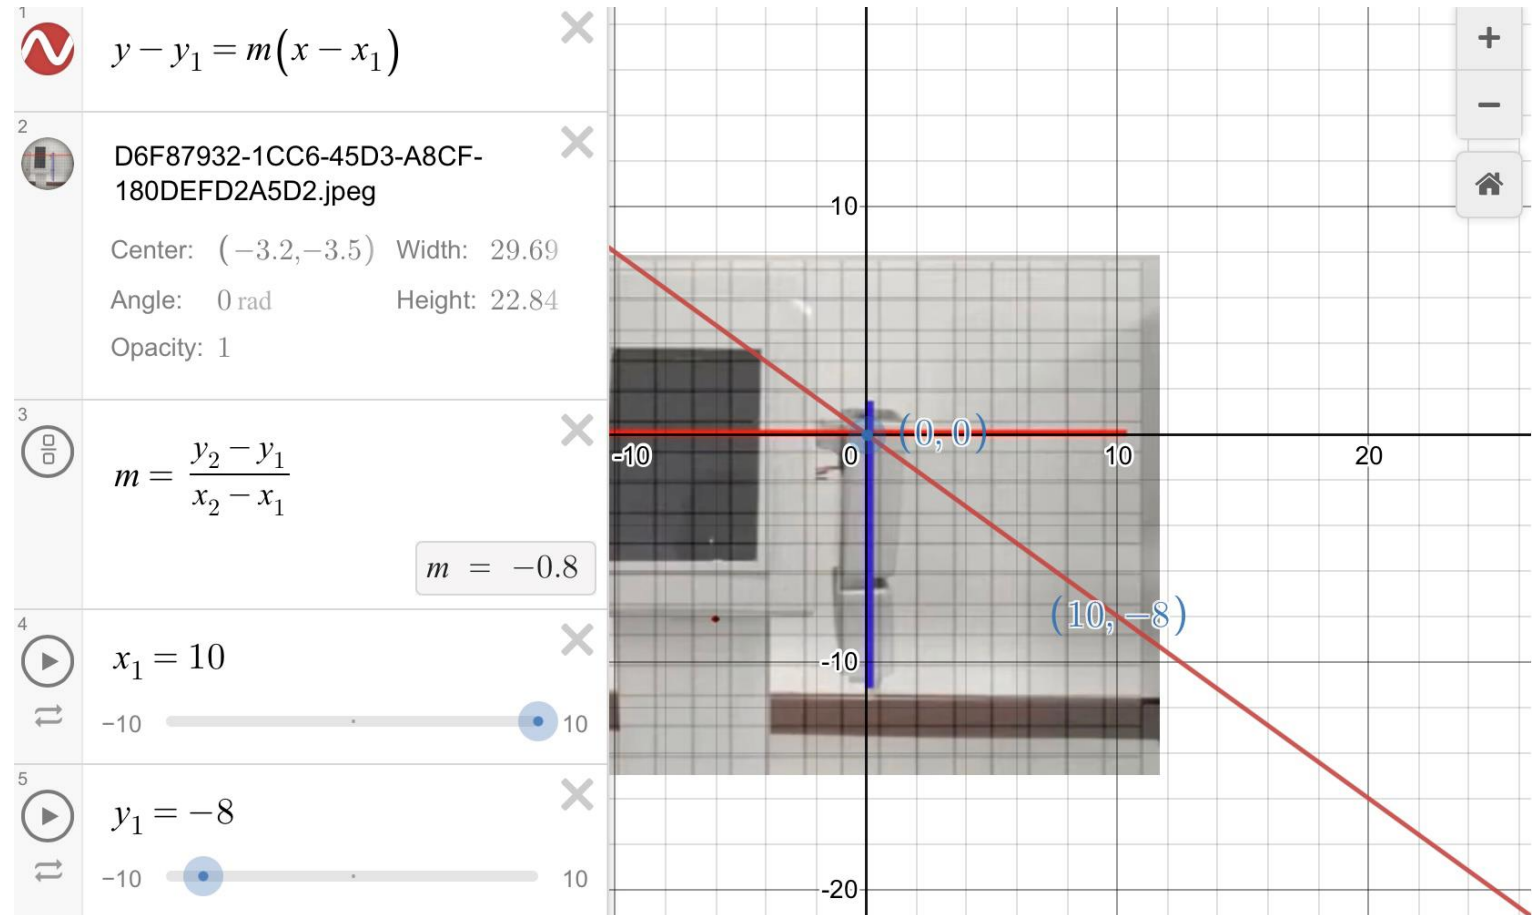 1
y − y₁ = m(x − x₁)
2
D6F87932-1CC6-45D3-A8CF-
180DEFD2A5D2.jpeg
Center: (−3.2,−3.5) Width: 29.69
Angle: 0 rad Height: 22.84
Opacity: 1
3
m = (y₂ − y₁)/(x₂ − x₁)
m = −0.8
4
x₁ = 10
−10 10
5
y₁ = −8
−10 10
+
−
10
(0, 0)
-10 0 10 20
(10, −8)
-10
-20